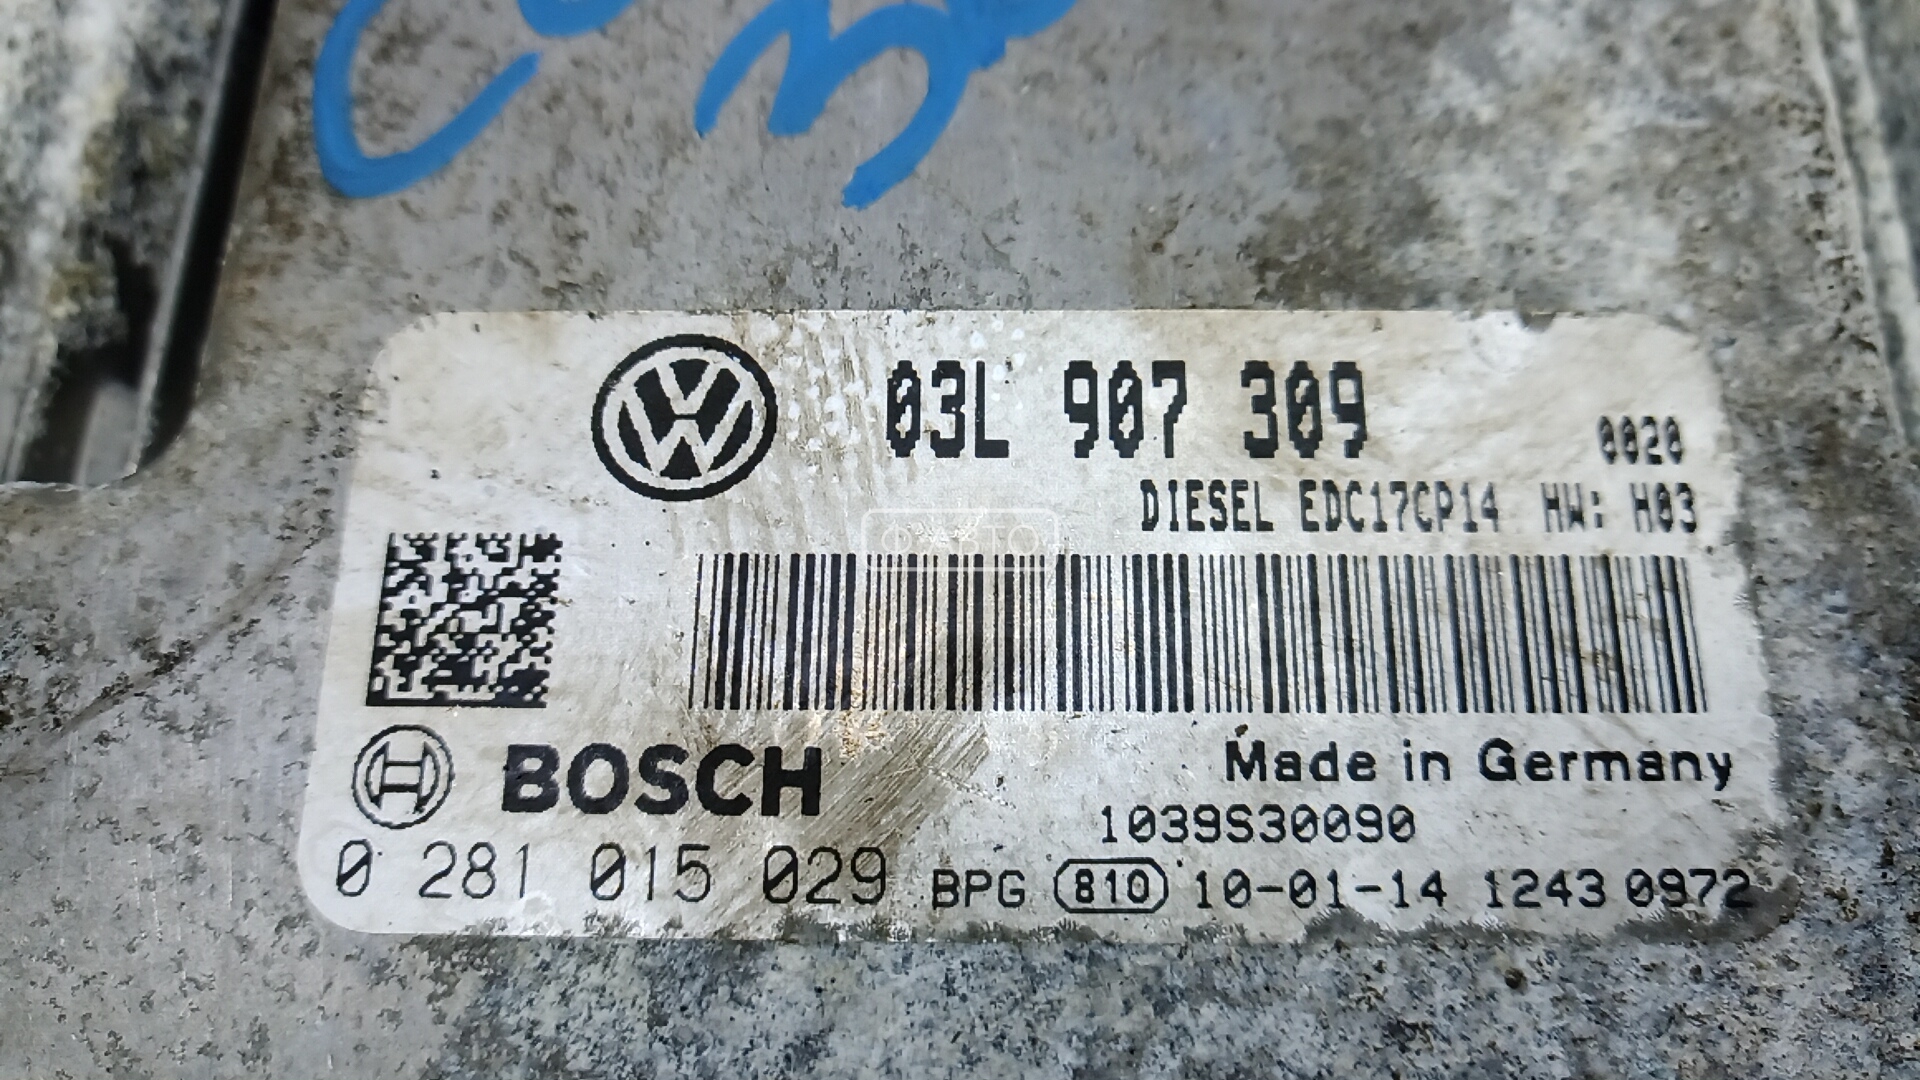 03L 907 309
0020
DIESEL EDC17CP14 HW: H03
BOSCH
Made in Germany
1039S30090
0 281 015 029 BPG 810 10-01-14 1243 0972